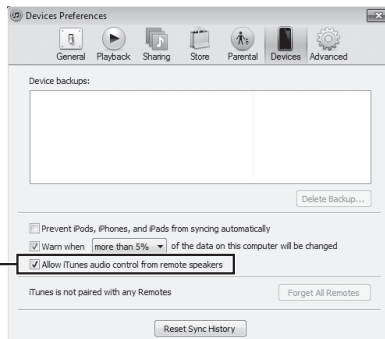 Devices Preferences
General Playback Sharing Store Parental Devices Advanced
Device backups:
Delete Backup...
Prevent iPods, iPhones, and iPads from syncing automatically
Warn when more than 5% of the data on this computer will be changed
Allow iTunes audio control from remote speakers
iTunes is not paired with any Remotes Forget All Remotes
Reset Sync History